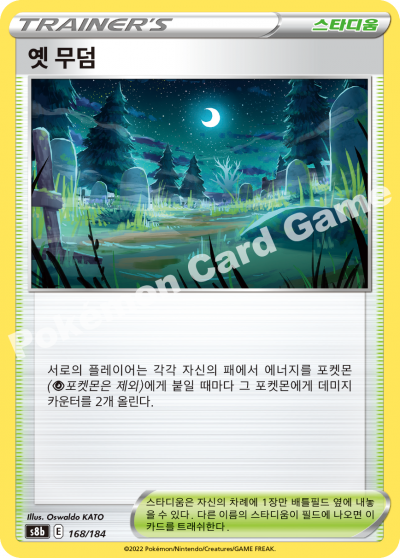 TRAINER'S
스타디움
옛 무덤
Pokémon Card Game
서로의 플레이어는 각각 자신의 패에서 에너지를 포켓몬
(포켓몬은 제외)에게 붙일 때마다 그 포켓몬에게 데미지
카운터를 2개 올린다.
Illus. Oswaldo KATO
스타디움은 자신의 차례에 1장만 배틀필드 옆에 내놓
을 수 있다. 다른 이름의 스타디움이 필드에 나오면 이
카드를 트래쉬한다.
s8b E 168/184
©2022 Pokémon/Nintendo/Creatures/GAME FREAK.